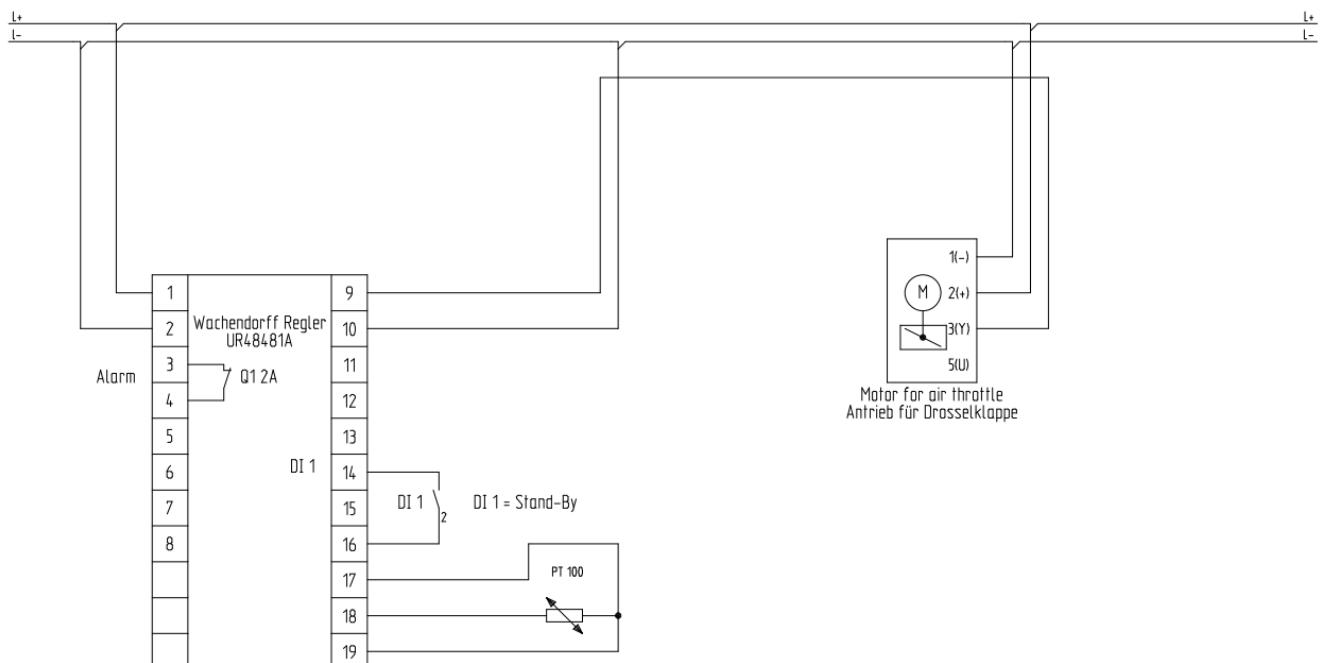 L+
L-
L+
L-
1
2
3
4
5
6
7
8
Alarm
Wachendorff Regler
UR48481A
Q1 2A
DI 1
9
10
11
12
13
14
15
16
17
18
19
DI 1
2
DI 1 = Stand-By
PT 100
M
1(-)
2(+)
3(Y)
5(U)
Motor for air throttle
Antrieb für Drosselklappe